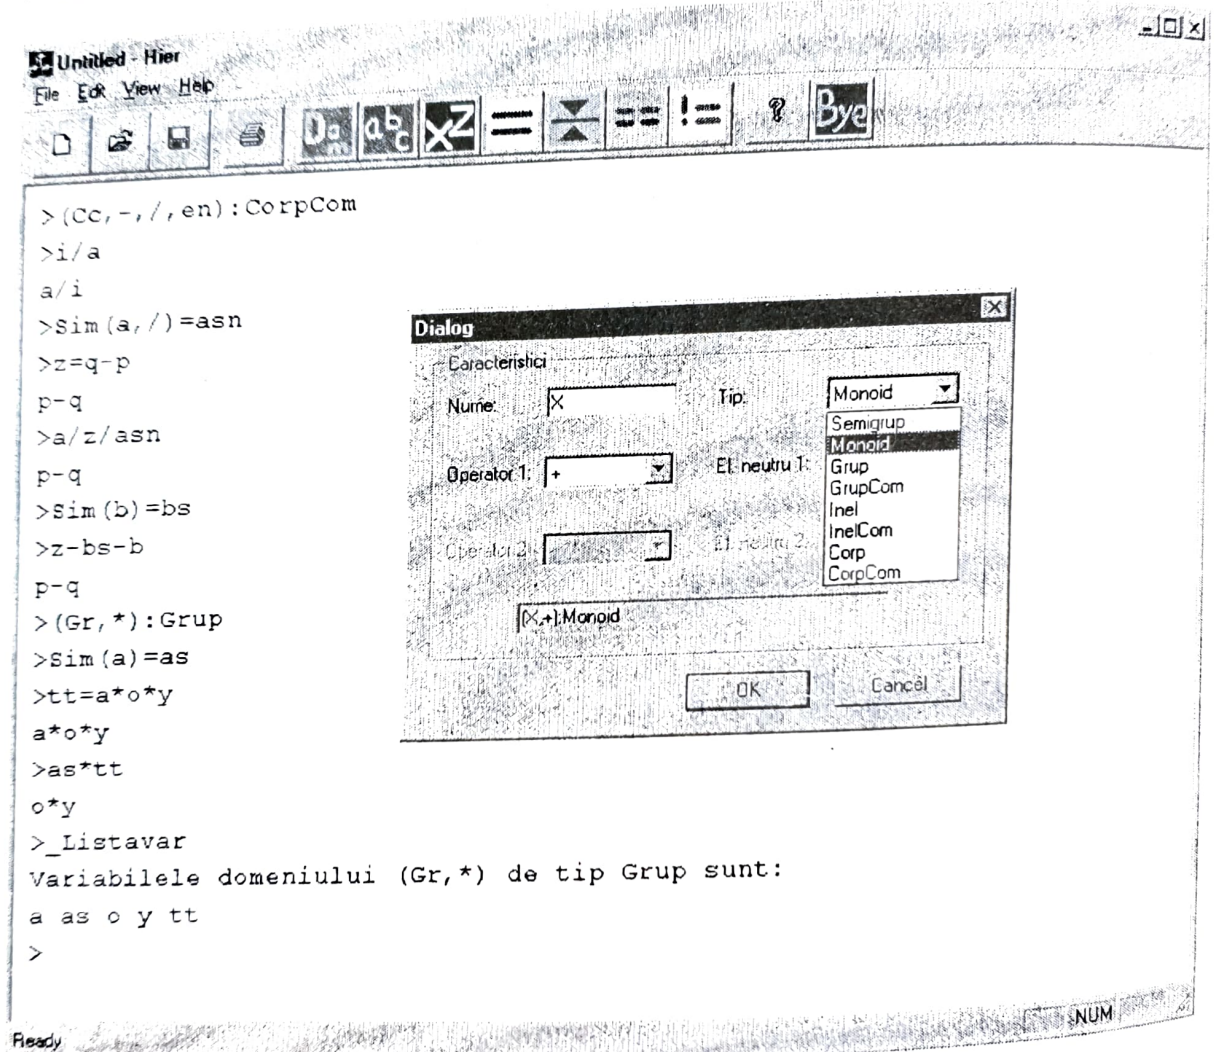 Untitled - Hier
File Edit View Help
abc xZ == != ? Bye
>(Cc,-,/,en):CorpCom
>i/a
a/i
>Sim(a,/)=asn
>z=q-p
p-q
>a/z/asn
p-q
>Sim(b)=bs
>z-bs-b
p-q
>(Gr,*):Grup
>Sim(a)=as
>tt=a*o*y
a*o*y
>as*tt
o*y
>_Listavar
Variabilele domeniului (Gr,*) de tip Grup sunt:
a as o y tt
>
Dialog
Caracteristici
Nume: X Tip: Monoid
Semigrup
Monoid
Grup
GrupCom
Inel
InelCom
Corp
CorpCom
Operator 1: + El. neutru 1:
Operator 2: El. neutru 2:
(X,+):Monoid
OK Cancel
Ready NUM